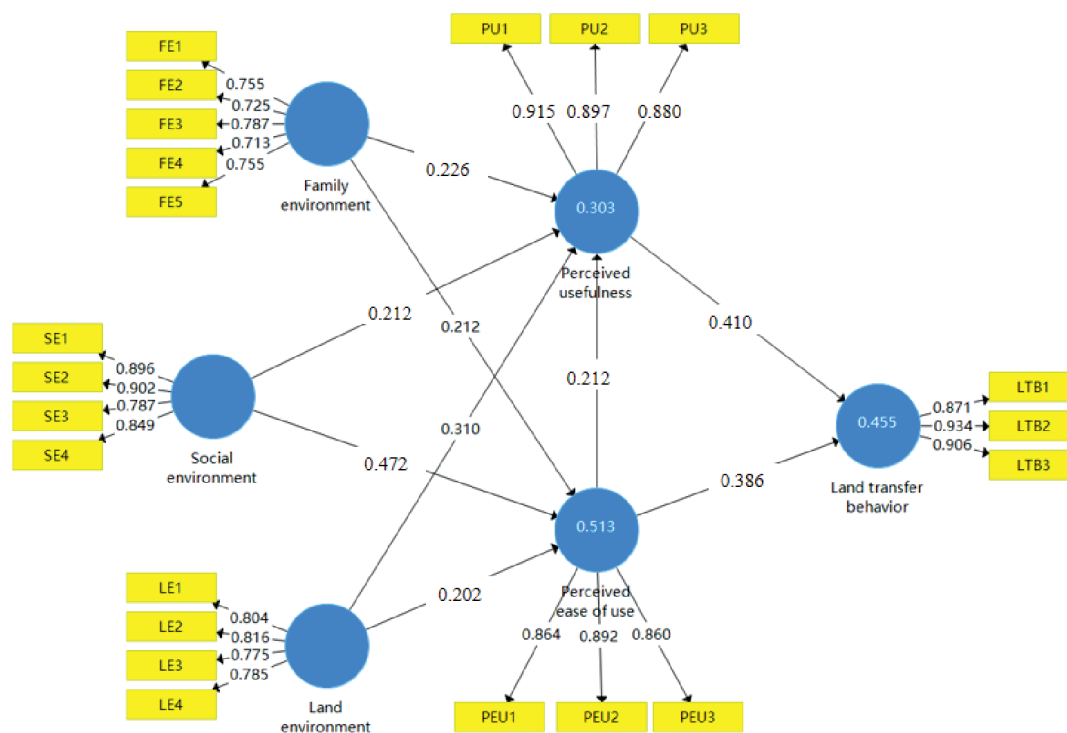 PU1
PU2
PU3
FE1
FE2
FE3
FE4
FE5
0.755
0.725
0.787
0.713
0.755
Family
environment
0.915
0.897
0.880
0.226
0.303
Perceived
usefulness
0.212
0.212
0.410
SE1
SE2
SE3
SE4
0.896
0.902
0.787
0.849
Social
environment
0.212
0.310
0.472
0.386
0.455
Land transfer
behavior
0.871
0.934
0.906
LTB1
LTB2
LTB3
0.513
Perceived
ease of use
0.202
LE1
LE2
LE3
LE4
0.804
0.816
0.775
0.785
Land
environment
0.864
0.892
0.860
PEU1
PEU2
PEU3